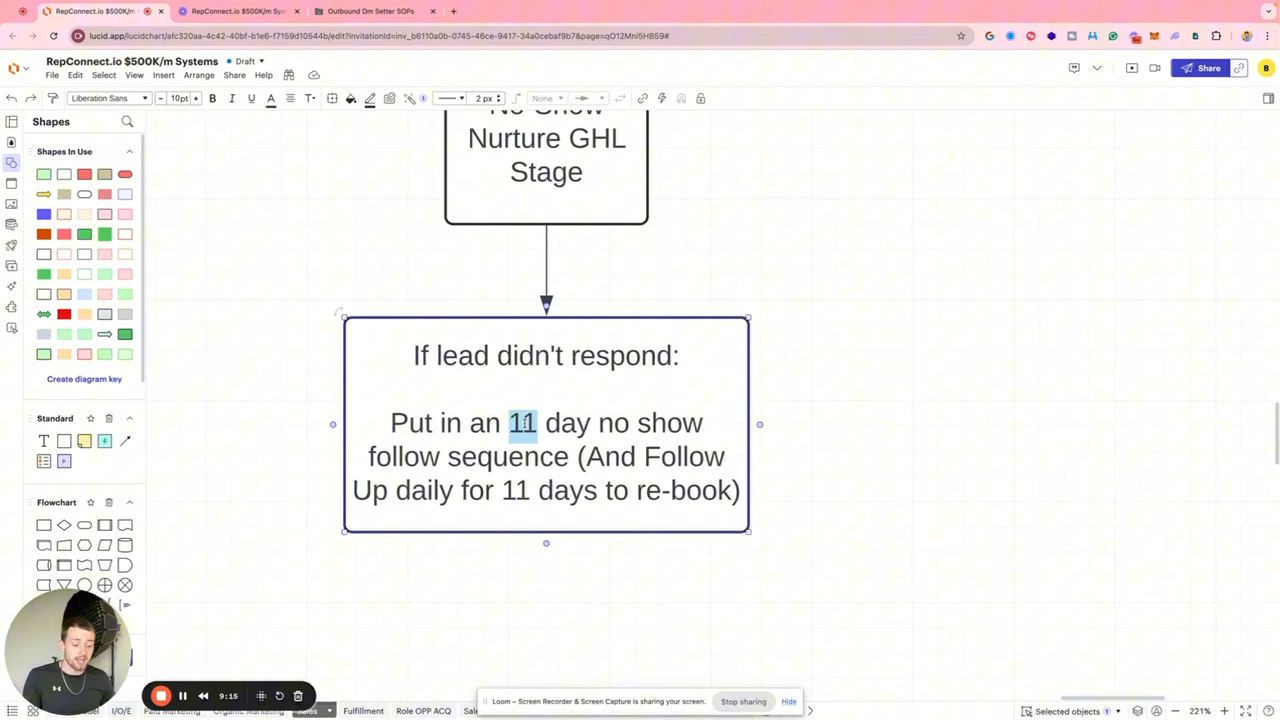 RepConnect.io $500K/m
RepConnect.io $500K/m Sys
Outbound Dm Setter SOPs
lucid.app/lucidchart/afc320aa-4c42-40bf-b1e6-f7159d10544b/edit?invitationId=inv_b6110a0b-0745-46ce-9417-34a0cebaf9b7&page=qO12Mni5HB59#
RepConnect.io $500K/m Systems
Draft
File
Edit
Select
View
Insert
Arrange
Share
Help
Share
B
Liberation Sans
10pt
B
I
U
A
T
2 px
None
None
Shapes
Shapes In Use
Create diagram key
Standard
T
Flowchart
No Show
Nurture GHL
Stage
If lead didn't respond:
Put in an 11 day no show
follow sequence (And Follow
Up daily for 11 days to re-book)
9:15
Loom – Screen Recorder & Screen Capture is sharing your screen.
Stop sharing
Hide
I/O/E
Paid Marketing
Organic Marketing
Sales
Fulfillment
Role OPP ACQ
Selected objects
1
221%